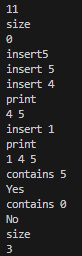 11
size
0
insert5
insert 5
insert 4
print
4 5
insert 1
print
1 4 5
contains 5
Yes
contains 0
No
size
3